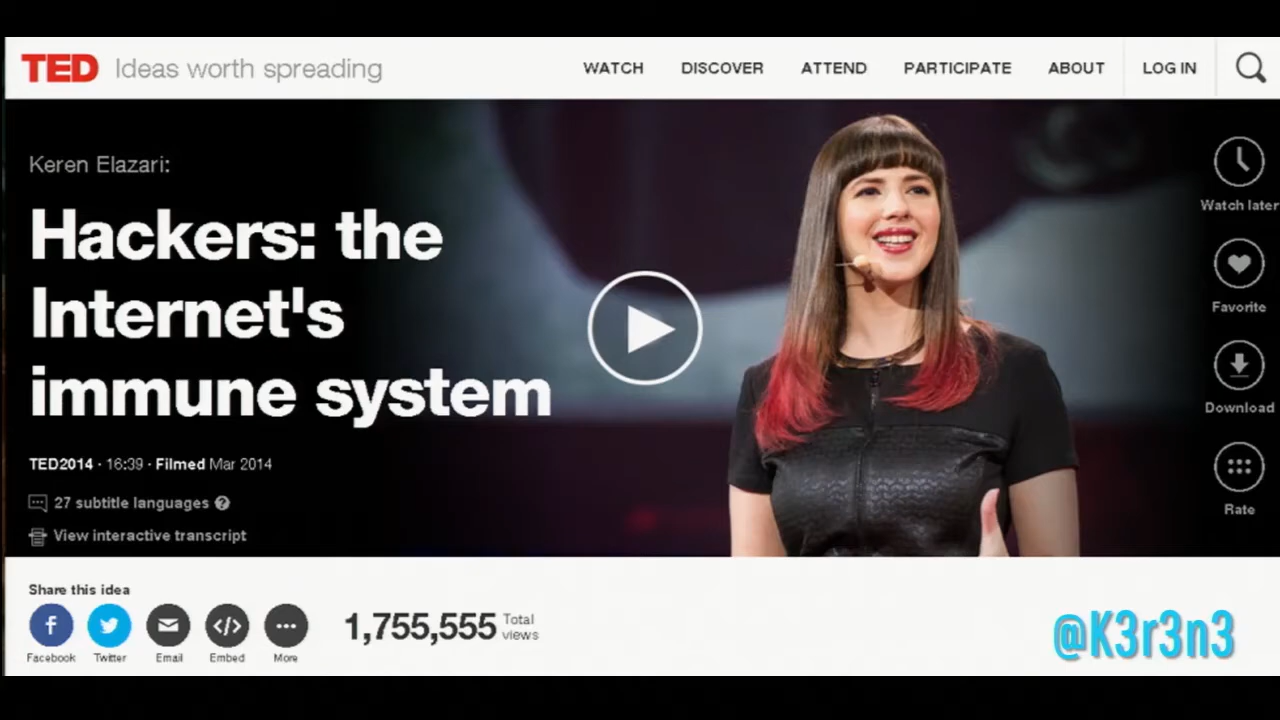 TED Ideas worth spreading WATCH DISCOVER ATTEND PARTICIPATE ABOUT LOG IN
Keren Elazari:
Hackers: the
Internet's
immune system
TED2014 · 16:39 · Filmed Mar 2014
27 subtitle languages ?
View interactive transcript
Watch later
Favorite
Download
Rate
Share this idea
Facebook Twitter Email Embed More
1,755,555 Total
views
@K3r3n3